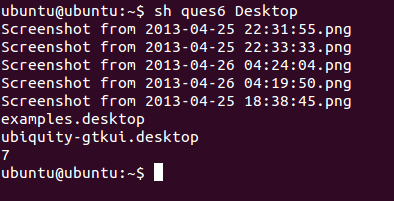 ubuntu@ubuntu:~$ sh ques6 Desktop
Screenshot from 2013-04-25 22:31:55.png
Screenshot from 2013-04-25 22:33:33.png
Screenshot from 2013-04-26 04:24:04.png
Screenshot from 2013-04-26 04:19:50.png
Screenshot from 2013-04-25 18:38:45.png
examples.desktop
ubiquity-gtkui.desktop
7
ubuntu@ubuntu:~$